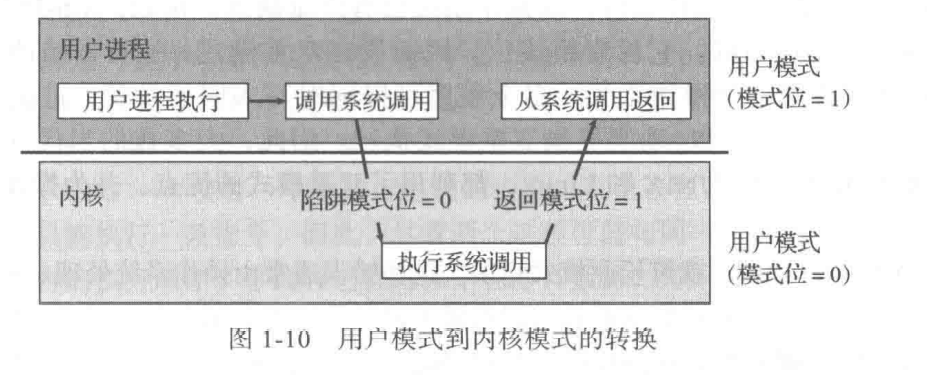 用户进程
用户进程执行
调用系统调用
从系统调用返回
用户模式
(模式位=1)
内核
陷阱模式位=0
返回模式位=1
执行系统调用
用户模式
(模式位=0)
图 1-10 用户模式到内核模式的转换